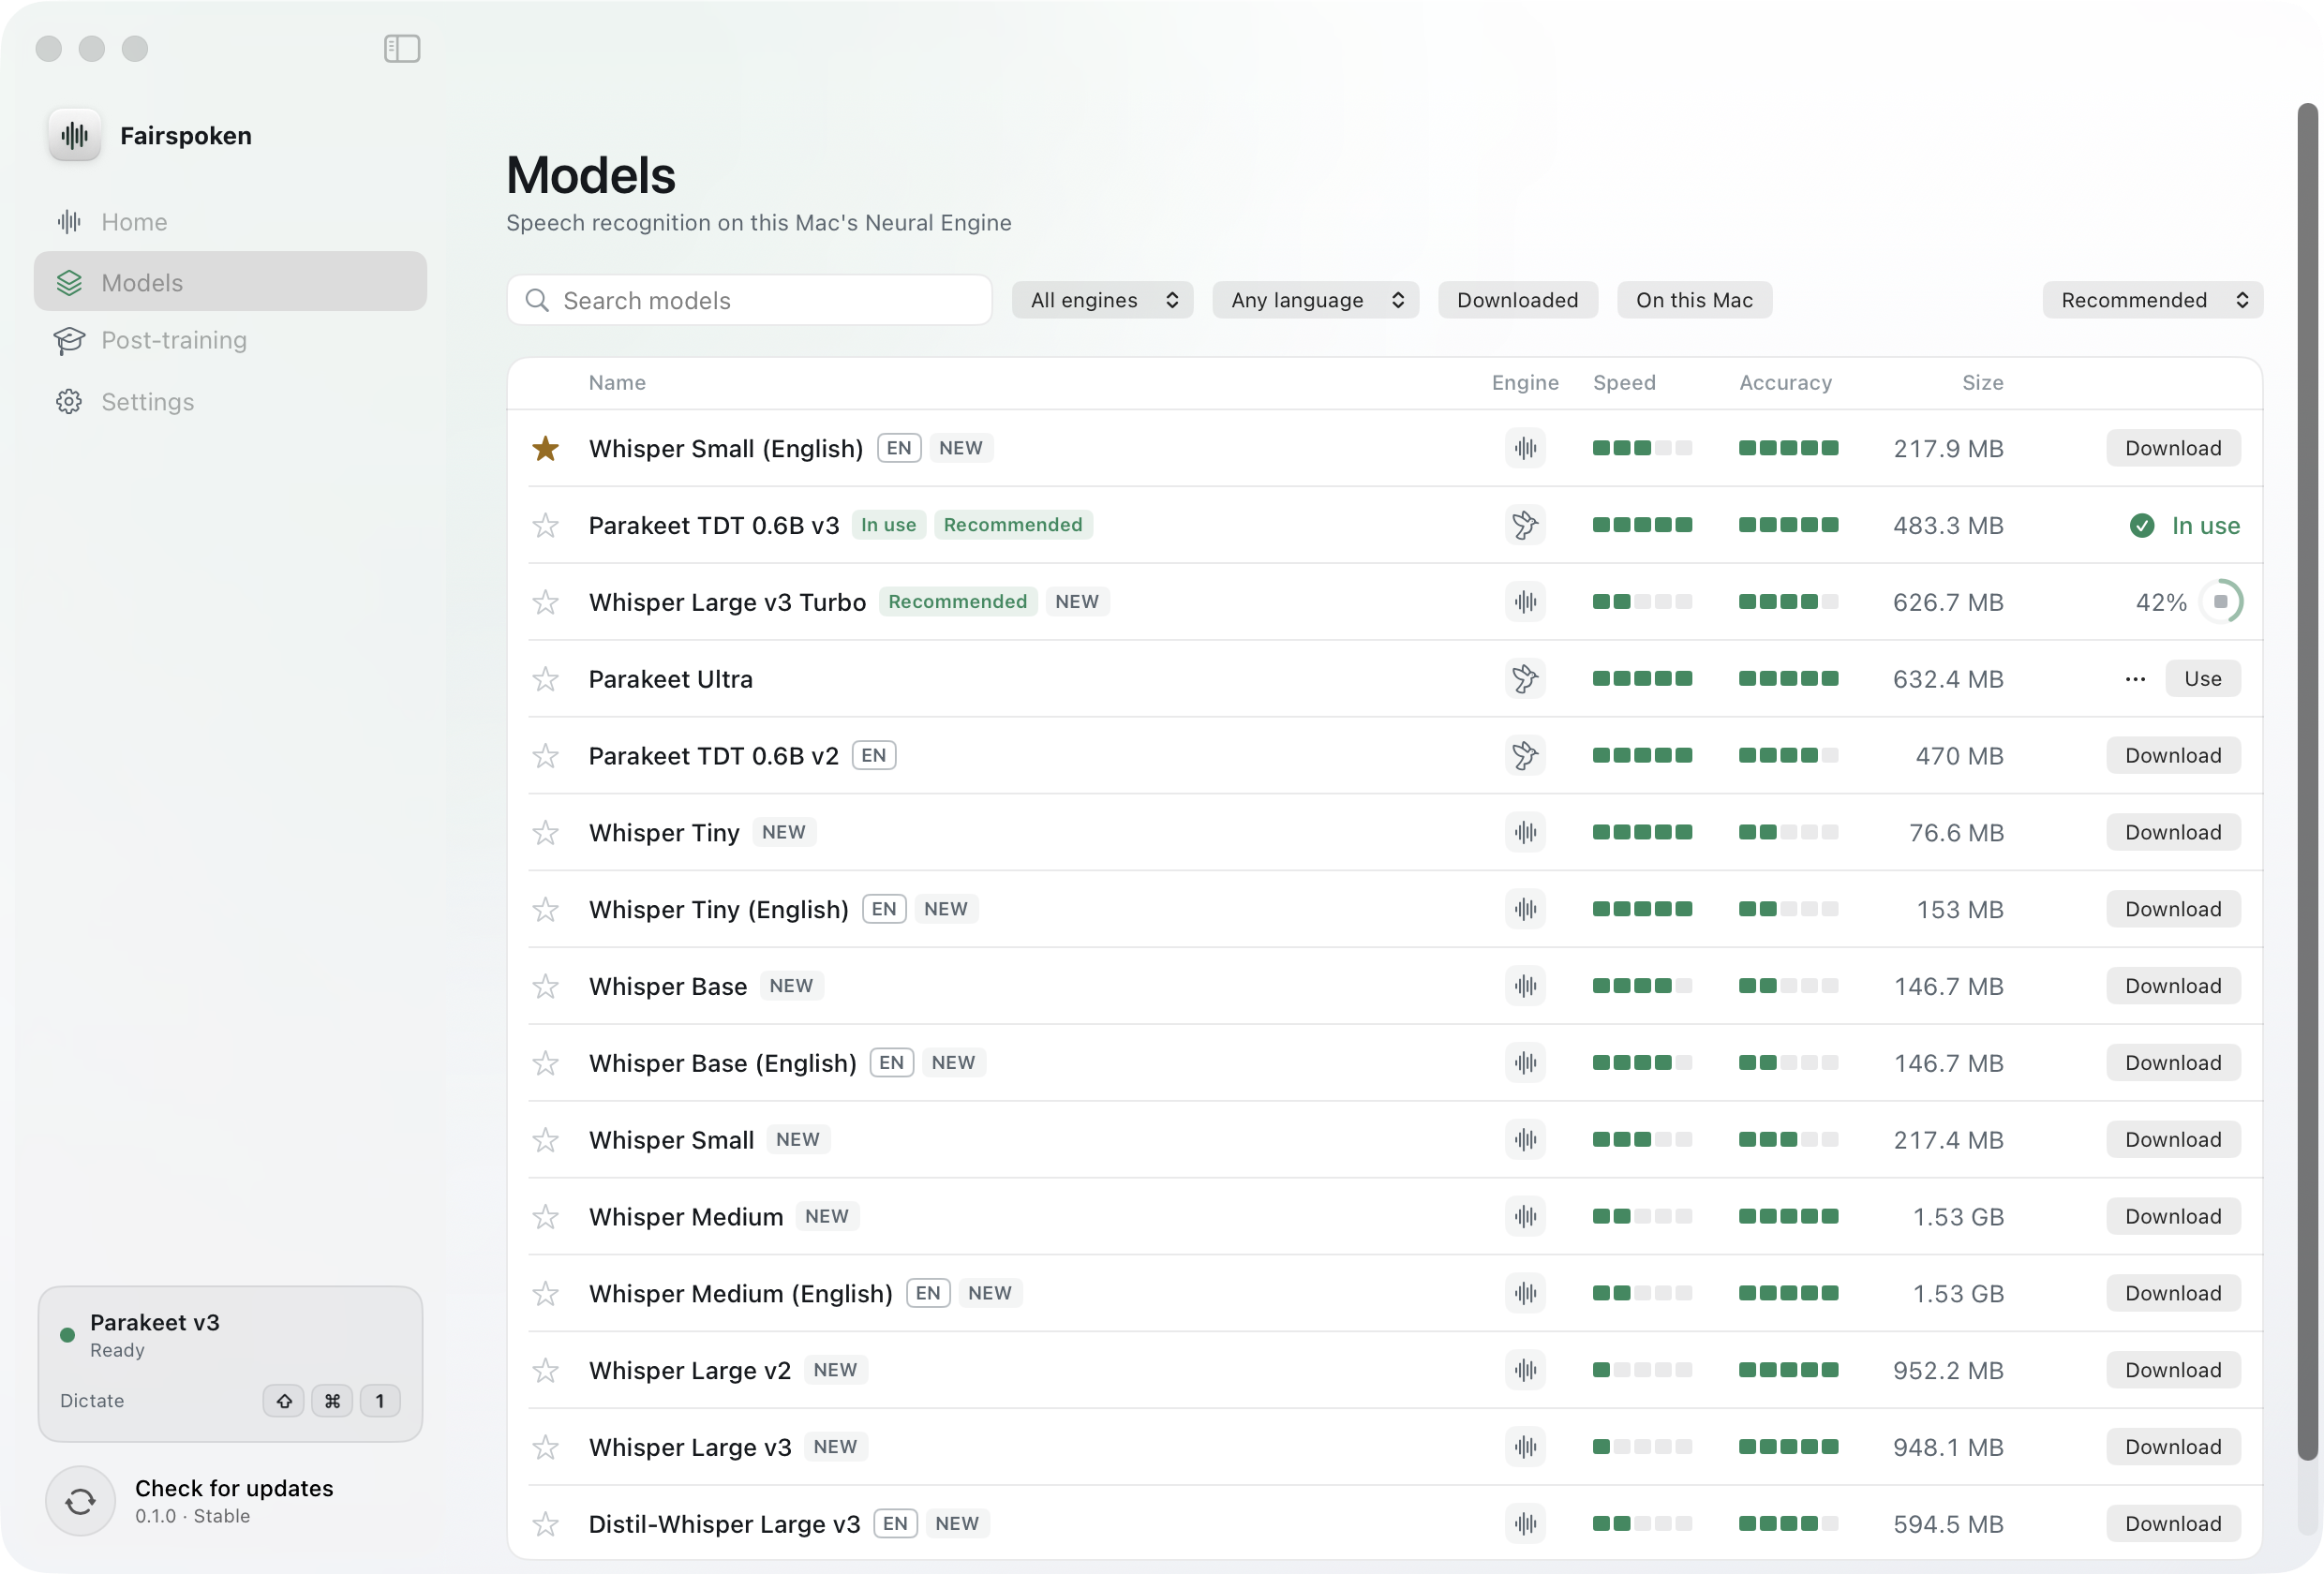 Fairspoken
Home
Models
Post-training
Settings
Parakeet v3
Ready
Dictate
⇧ ⌘ 1
Check for updates
0.1.0 · Stable
Models
Speech recognition on this Mac's Neural Engine
Search models All engines Any language Downloaded On this Mac Recommended
Name Engine Speed Accuracy Size
Whisper Small (English) EN NEW 217.9 MB Download
Parakeet TDT 0.6B v3 In use Recommended 483.3 MB In use
Whisper Large v3 Turbo Recommended NEW 626.7 MB 42%
Parakeet Ultra 632.4 MB ··· Use
Parakeet TDT 0.6B v2 EN 470 MB Download
Whisper Tiny NEW 76.6 MB Download
Whisper Tiny (English) EN NEW 153 MB Download
Whisper Base NEW 146.7 MB Download
Whisper Base (English) EN NEW 146.7 MB Download
Whisper Small NEW 217.4 MB Download
Whisper Medium NEW 1.53 GB Download
Whisper Medium (English) EN NEW 1.53 GB Download
Whisper Large v2 NEW 952.2 MB Download
Whisper Large v3 NEW 948.1 MB Download
Distil-Whisper Large v3 EN NEW 594.5 MB Download